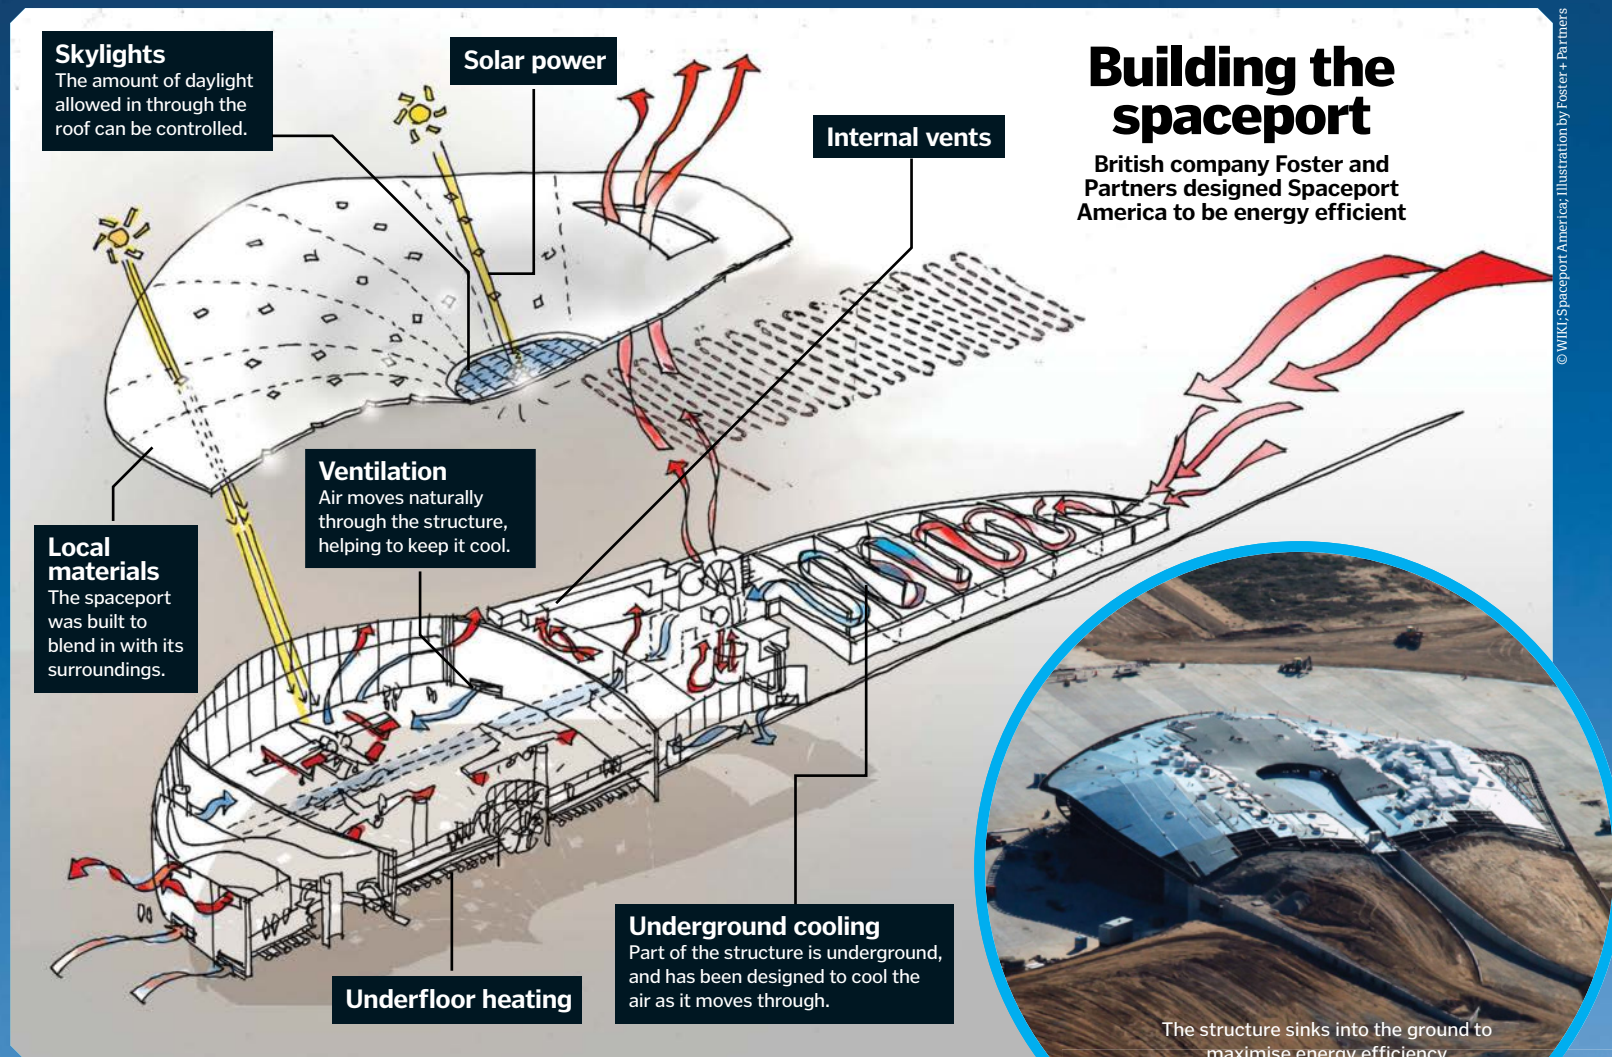 Building the
spaceport
British company Foster and
Partners designed Spaceport
America to be energy efficient
Skylights
The amount of daylight
allowed in through the
roof can be controlled.
Solar power
Internal vents
Ventilation
Air moves naturally
through the structure,
helping to keep it cool.
Local
materials
The spaceport
was built to
blend in with its
surroundings.
Underfloor heating
Underground cooling
Part of the structure is underground,
and has been designed to cool the
air as it moves through.
The structure sinks into the ground to
maximise energy efficiency
© WIKI; Spaceport America; Illustration by Foster + Partners